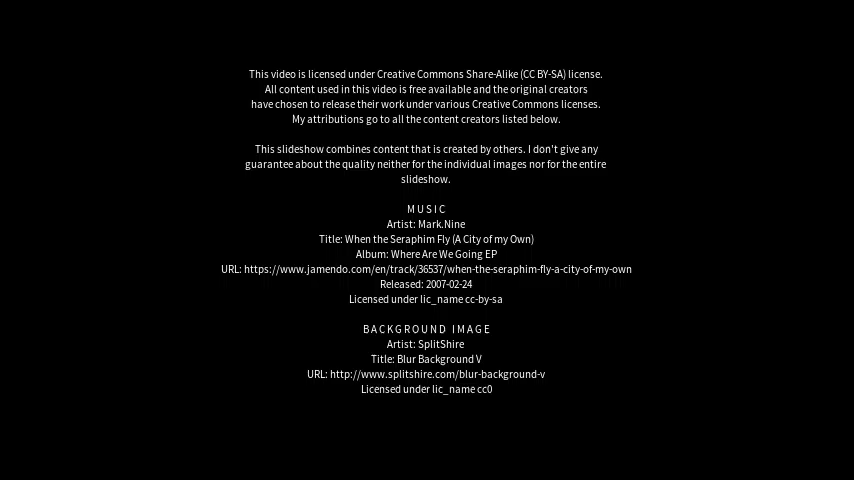 This video is licensed under Creative Commons Share-Alike (CC BY-SA) license.
All content used in this video is free available and the original creators
have chosen to release their work under various Creative Commons licenses.
My attributions go to all the content creators listed below.
This slideshow combines content that is created by others. I don't give any
guarantee about the quality neither for the individual images nor for the entire
slideshow.
MUSIC
Artist: Mark.Nine
Title: When the Seraphim Fly (A City of my Own)
Album: Where Are We Going EP
URL: https://www.jamendo.com/en/track/36537/when-the-seraphim-fly-a-city-of-my-own
Released: 2007-02-24
Licensed under lic_name cc-by-sa
BACKGROUND IMAGE
Artist: SplitShire
Title: Blur Background V
URL: http://www.splitshire.com/blur-background-v
Licensed under lic_name cc0